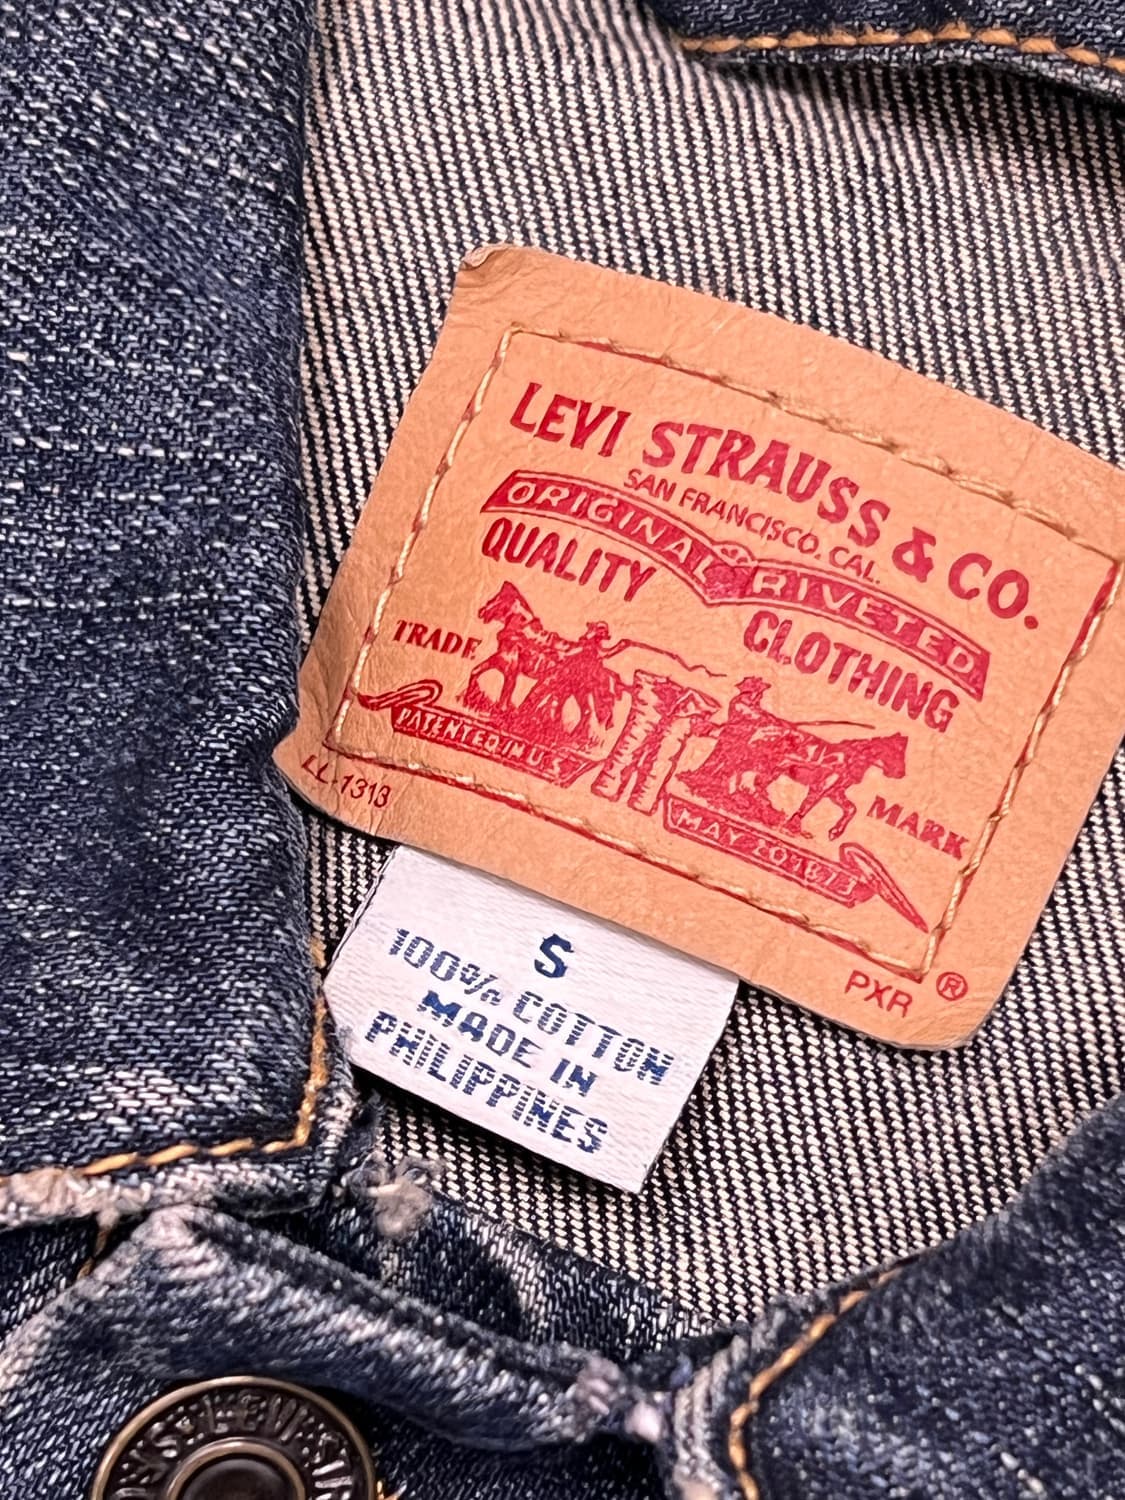 LEVI STRAUSS & CO.
SAN FRANCISCO. CAL.
ORIGINAL RIVETED
QUALITY CLOTHING
TRADE MARK
PATENTED IN U.S.
MAY 20 1873
LL-1313
PXR ®
S
100% COTTON
MADE IN
PHILIPPINES
LEVI